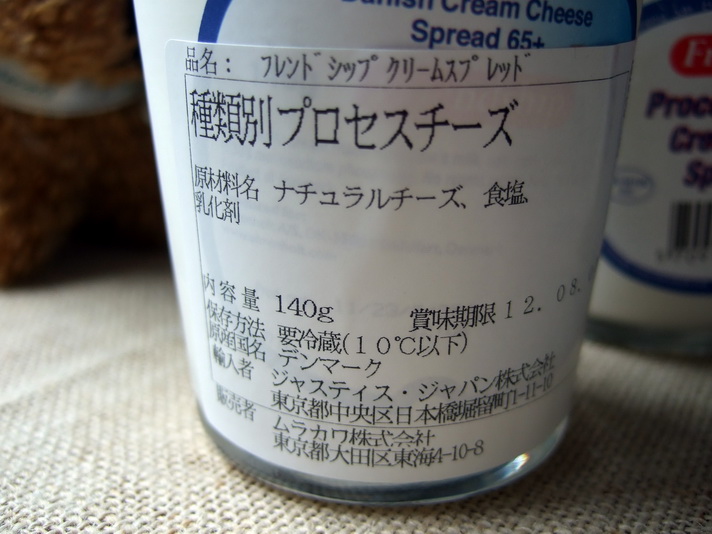 Danish Cream Cheese
Spread 65+
品名： フレンドシップクリームスプレッド
種類別 プロセスチーズ
原材料名 ナチュラルチーズ、食塩、
乳化剤
内容量 140g 賞味期限 12. 08.
保存方法 要冷蔵(10℃以下)
原産国名 デンマーク
輸入者 ジャスティス・ジャパン株式会社
東京都中央区日本橋堀留町1-11-10
販売者 ムラカワ株式会社
東京都大田区東海4-10-8
Proce
Cre
Sp